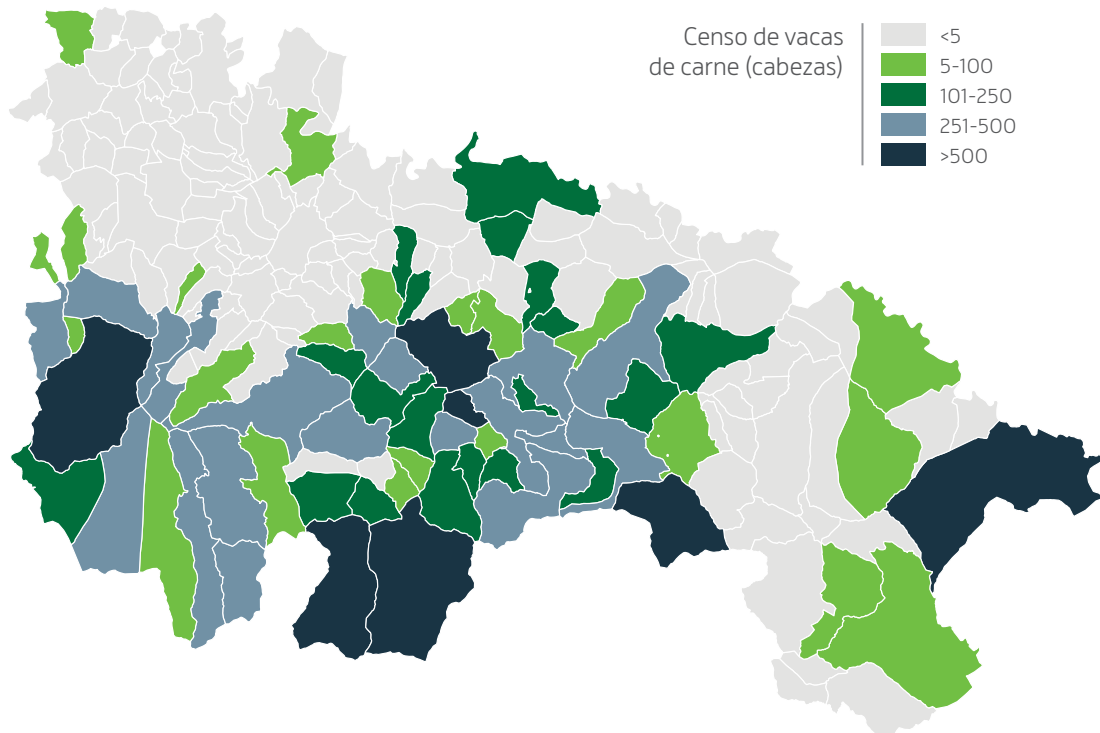 Censo de vacas
de carne (cabezas)
<5
5-100
101-250
251-500
>500